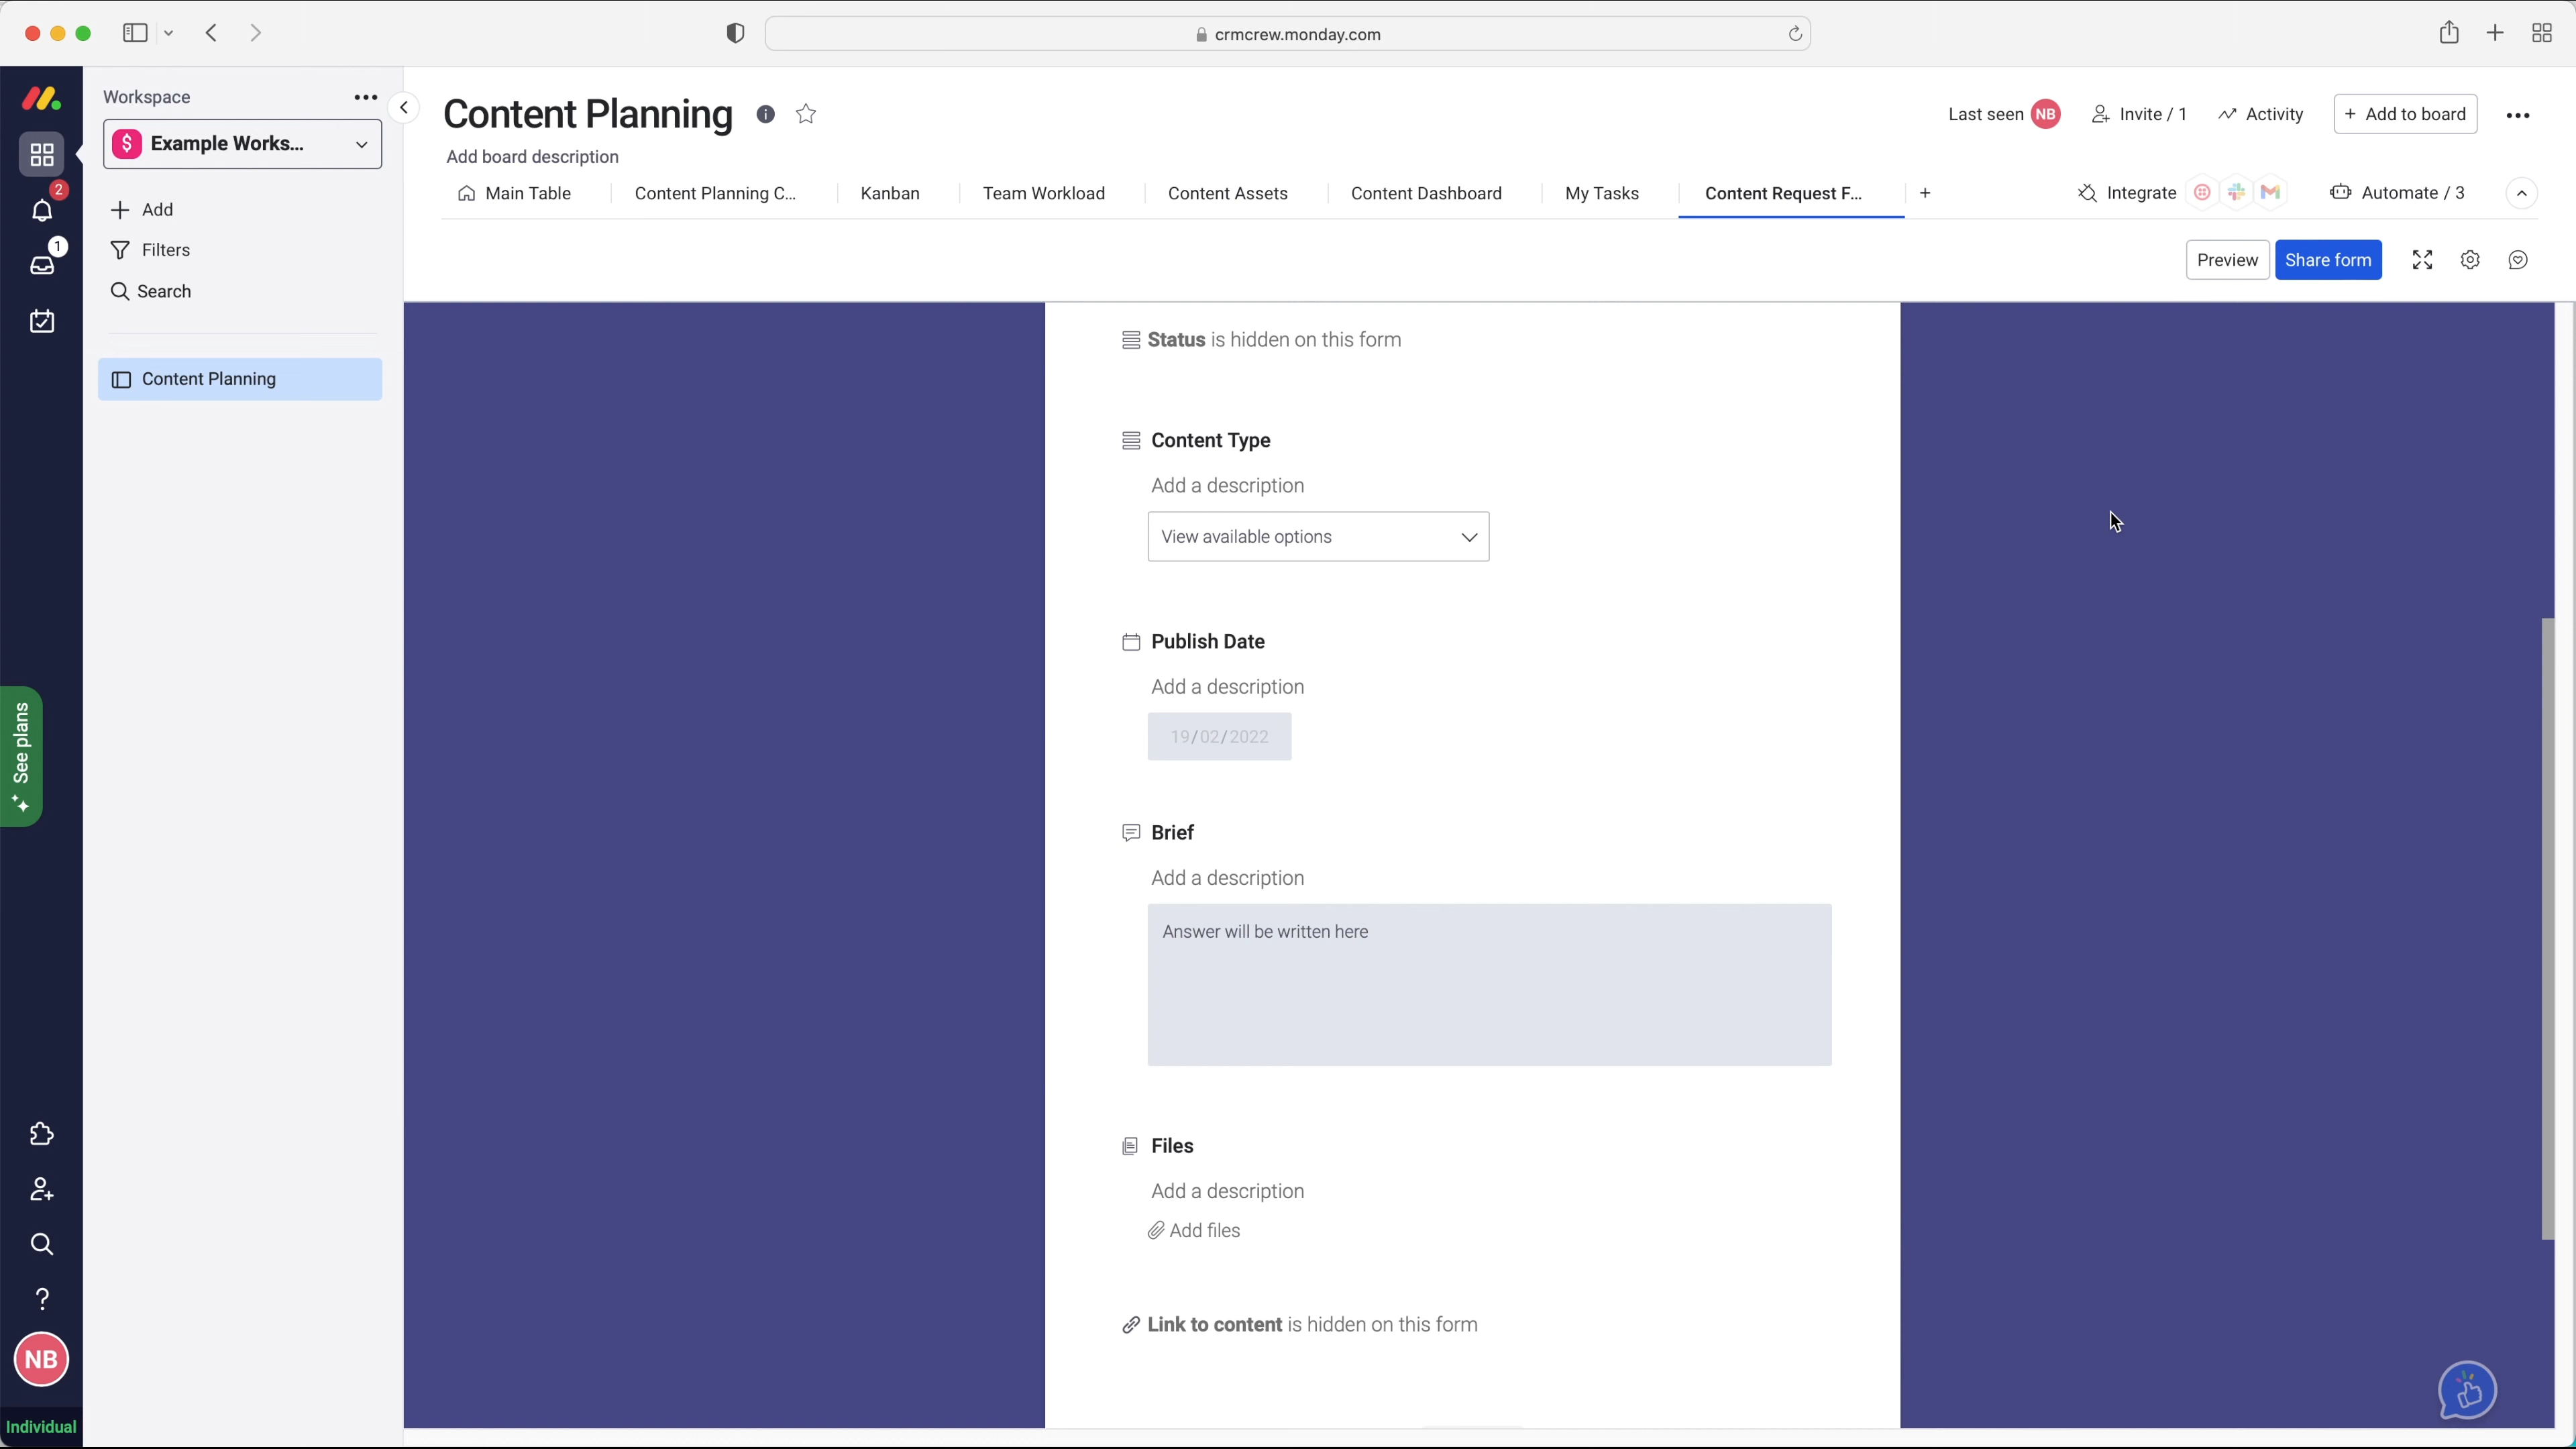 crmcrew.monday.com
Workspace
$ Example Works...
Add
Filters
Search
Content Planning
2
1
See plans
?
NB
Individual
Content Planning
Add board description
Last seen NB
Invite / 1
Activity
+ Add to board
Main Table
Content Planning C...
Kanban
Team Workload
Content Assets
Content Dashboard
My Tasks
Content Request F...
+
Integrate
Automate / 3
Preview
Share form
Status is hidden on this form
Content Type
Add a description
View available options
Publish Date
Add a description
19/02/2022
Brief
Add a description
Answer will be written here
Files
Add a description
Add files
Link to content is hidden on this form